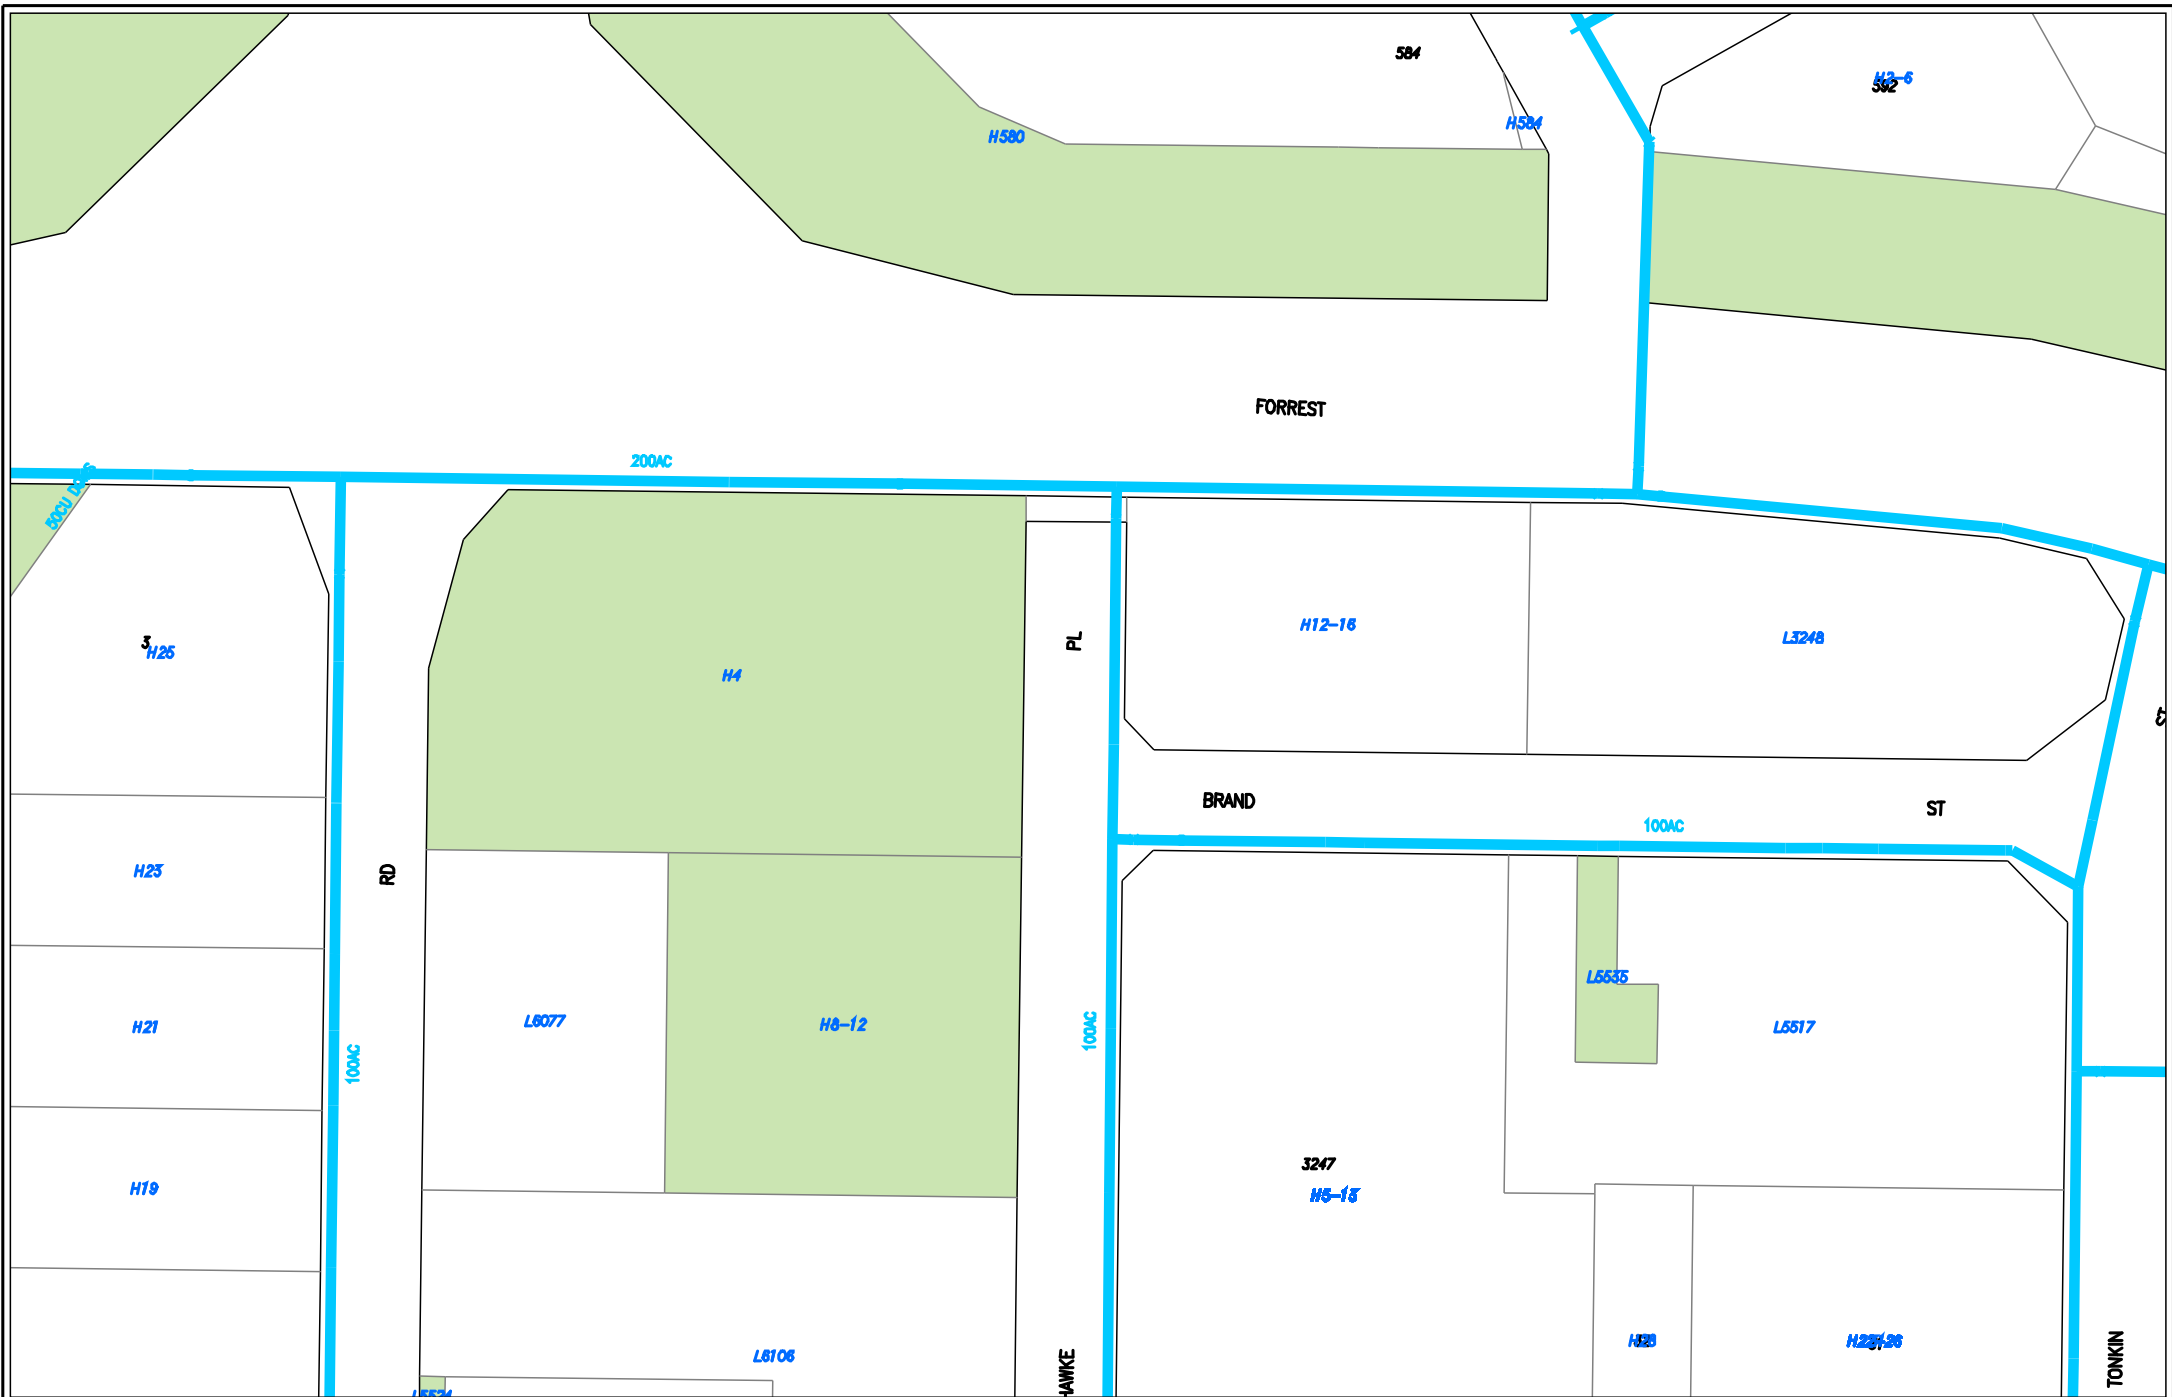 584
H2-6
592
H584
H580
FORREST
200AC
H12-16
L3248
PL
3
H25
H4
BRAND
ST
100AC
RD
H23
L5535
L6077
H8-12
H21
L5517
100AC
100AC
3247
H19
H5-13
L6106
HAWKE
TONKIN